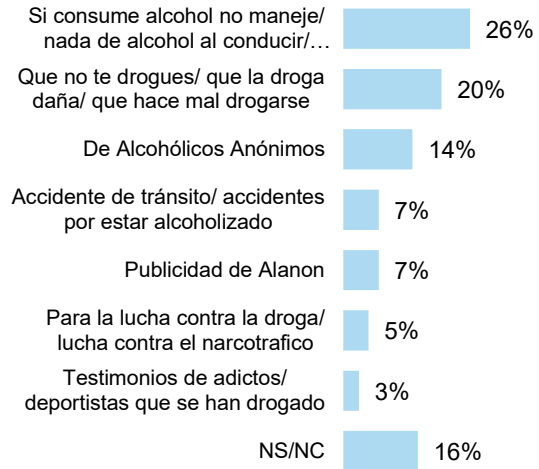 Si consume alcohol no maneje/
nada de alcohol al conducir/…
26%
Que no te drogues/ que la droga
daña/ que hace mal drogarse
20%
De Alcohólicos Anónimos
14%
Accidente de tránsito/ accidentes
por estar alcoholizado
7%
Publicidad de Alanon
7%
Para la lucha contra la droga/
lucha contra el narcotrafico
5%
Testimonios de adictos/
deportistas que se han drogado
3%
NS/NC
16%